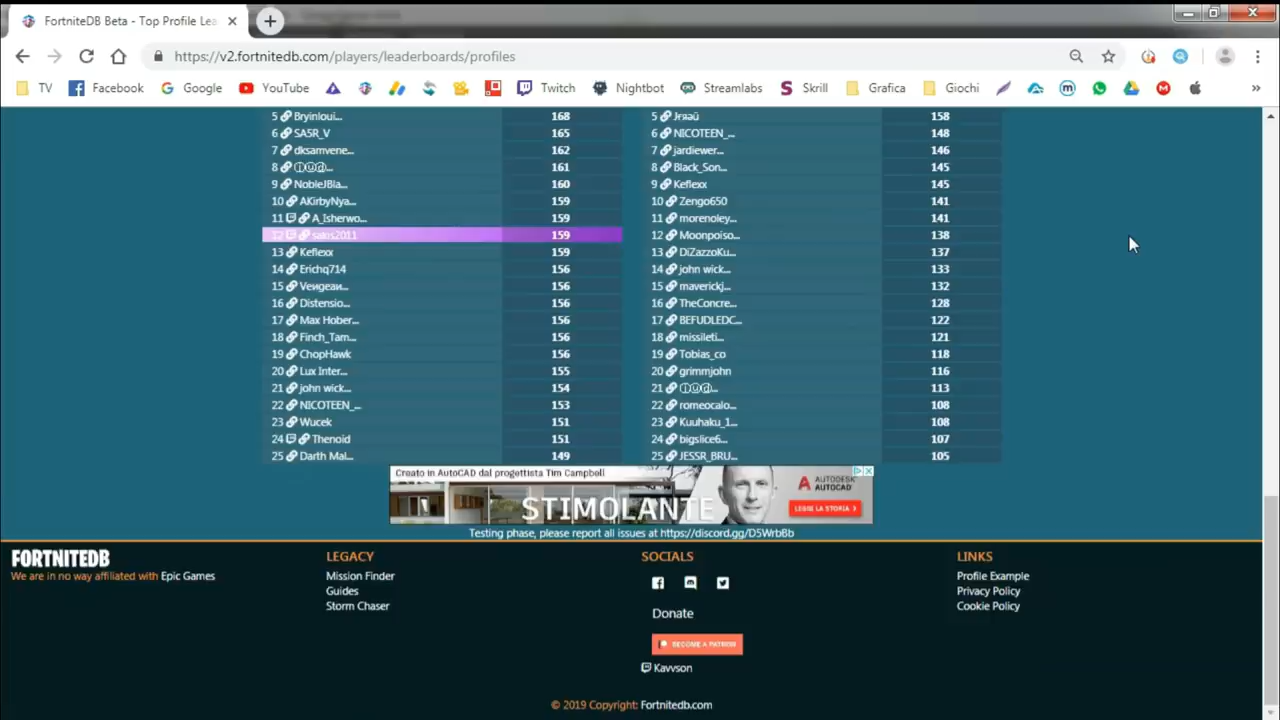 FortniteDB Beta - Top Profile Lea
https://v2.fortnitedb.com/players/leaderboards/profiles
TV Facebook Google YouTube Twitch Nightbot Streamlabs Skrill Grafica Giochi »
5 Bryinloui... 168
6 SA5R_V 165
7 dksamvene... 162
8 ⓘⓤⓓ... 161
9 NobleJBla... 160
10 AKirbyNya... 159
11 A_Isherwo... 159
12 sakis2011 159
13 Keflexx 159
14 Erichq714 156
15 Veиgeaи... 156
16 Distensio... 156
17 Max Hober... 156
18 Finch_Tam... 156
19 ChopHawk 156
20 Lux Inter... 155
21 john wick... 154
22 NICOTEEN_... 153
23 Wucek 151
24 Thenoid 151
25 Darth Mal... 149
5 Jғяaū 158
6 NICOTEEN_... 148
7 jardiewer... 146
8 Black_Son... 145
9 Keflexx 145
10 Zengo650 141
11 morenoley... 141
12 Moonpoiso... 138
13 DiZazzoKu... 137
14 john wick... 133
15 maverickj... 132
16 TheConcre... 128
17 BEFUDLEDC... 122
18 missileti... 121
19 Tobias_co 118
20 grimmjohn 116
21 ⓘⓤⓓ... 113
22 romeocalo... 108
23 Kuuhaku_1... 108
24 bigslice6... 107
25 JESSR_BRU... 105
Creato in AutoCAD dal progettista Tim Campbell
STIMOLANTE
AUTODESK
AUTOCAD
LEGGI LA STORIA
Testing phase, please report all issues at https://discord.gg/D5WrbBb
FORTNITEDB
We are in no way affiliated with Epic Games
LEGACY
Mission Finder
Guides
Storm Chaser
SOCIALS
Donate
BECOME A PATRON
Kavvson
LINKS
Profile Example
Privacy Policy
Cookie Policy
© 2019 Copyright: Fortnitedb.com